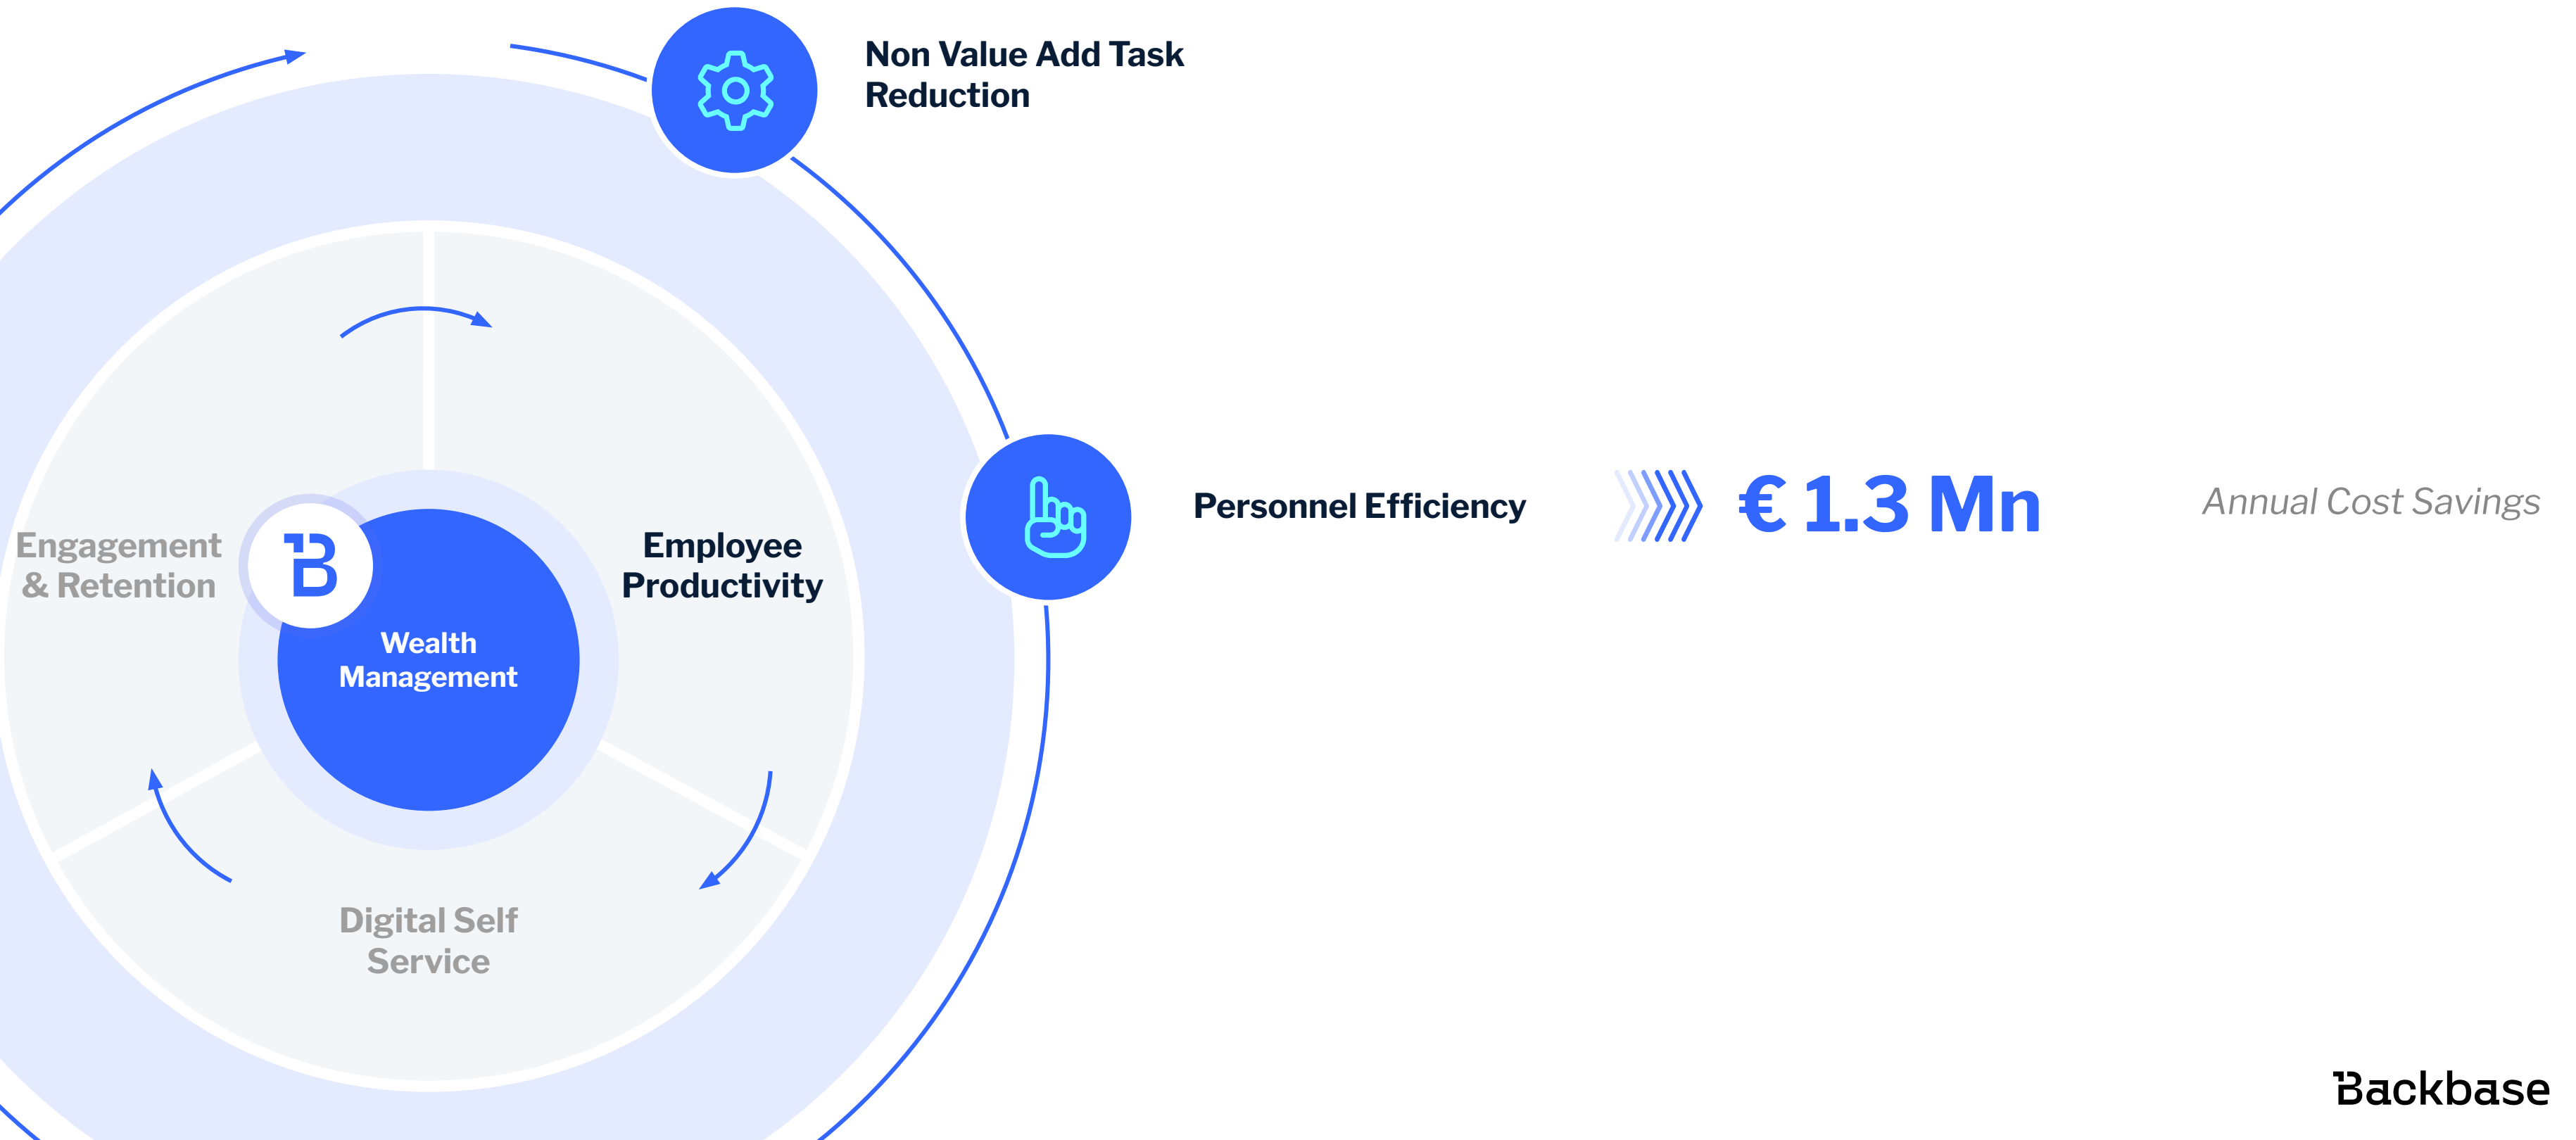 Non Value Add Task
Reduction
Personnel Efficiency
€ 1.3 Mn
Annual Cost Savings
Engagement
& Retention
Employee
Productivity
Wealth
Management
Digital Self
Service
Backbase